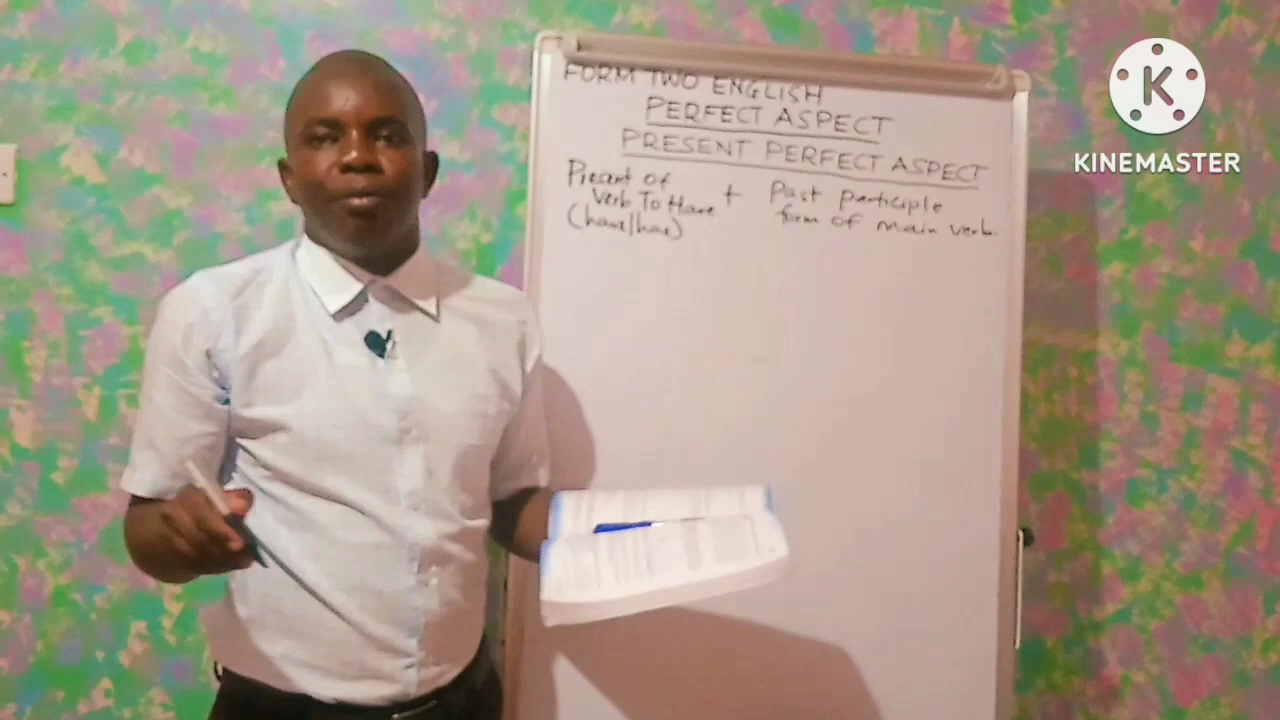 FORM TWO ENGLISH
PERFECT ASPECT
PRESENT PERFECT ASPECT
Present of
Verb To Have + Past participle
(have/has) form of main verb.
K
KINEMASTER